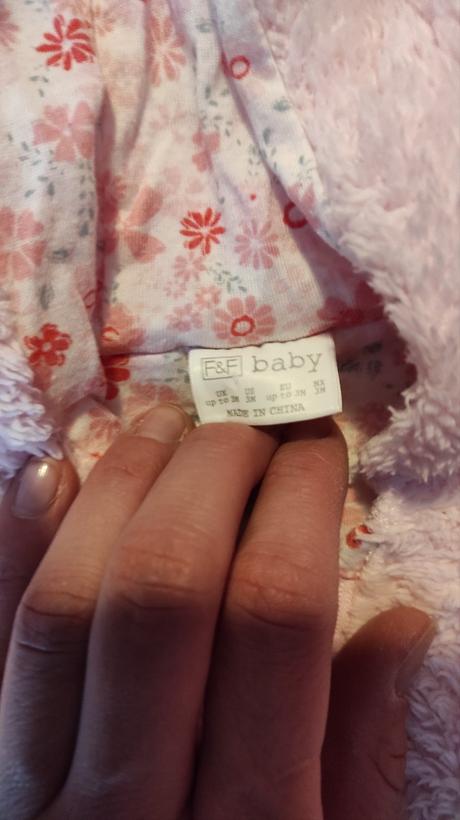 F&F baby
UK US EU MX
up to 3M 3M up to 3M 3M
MADE IN CHINA